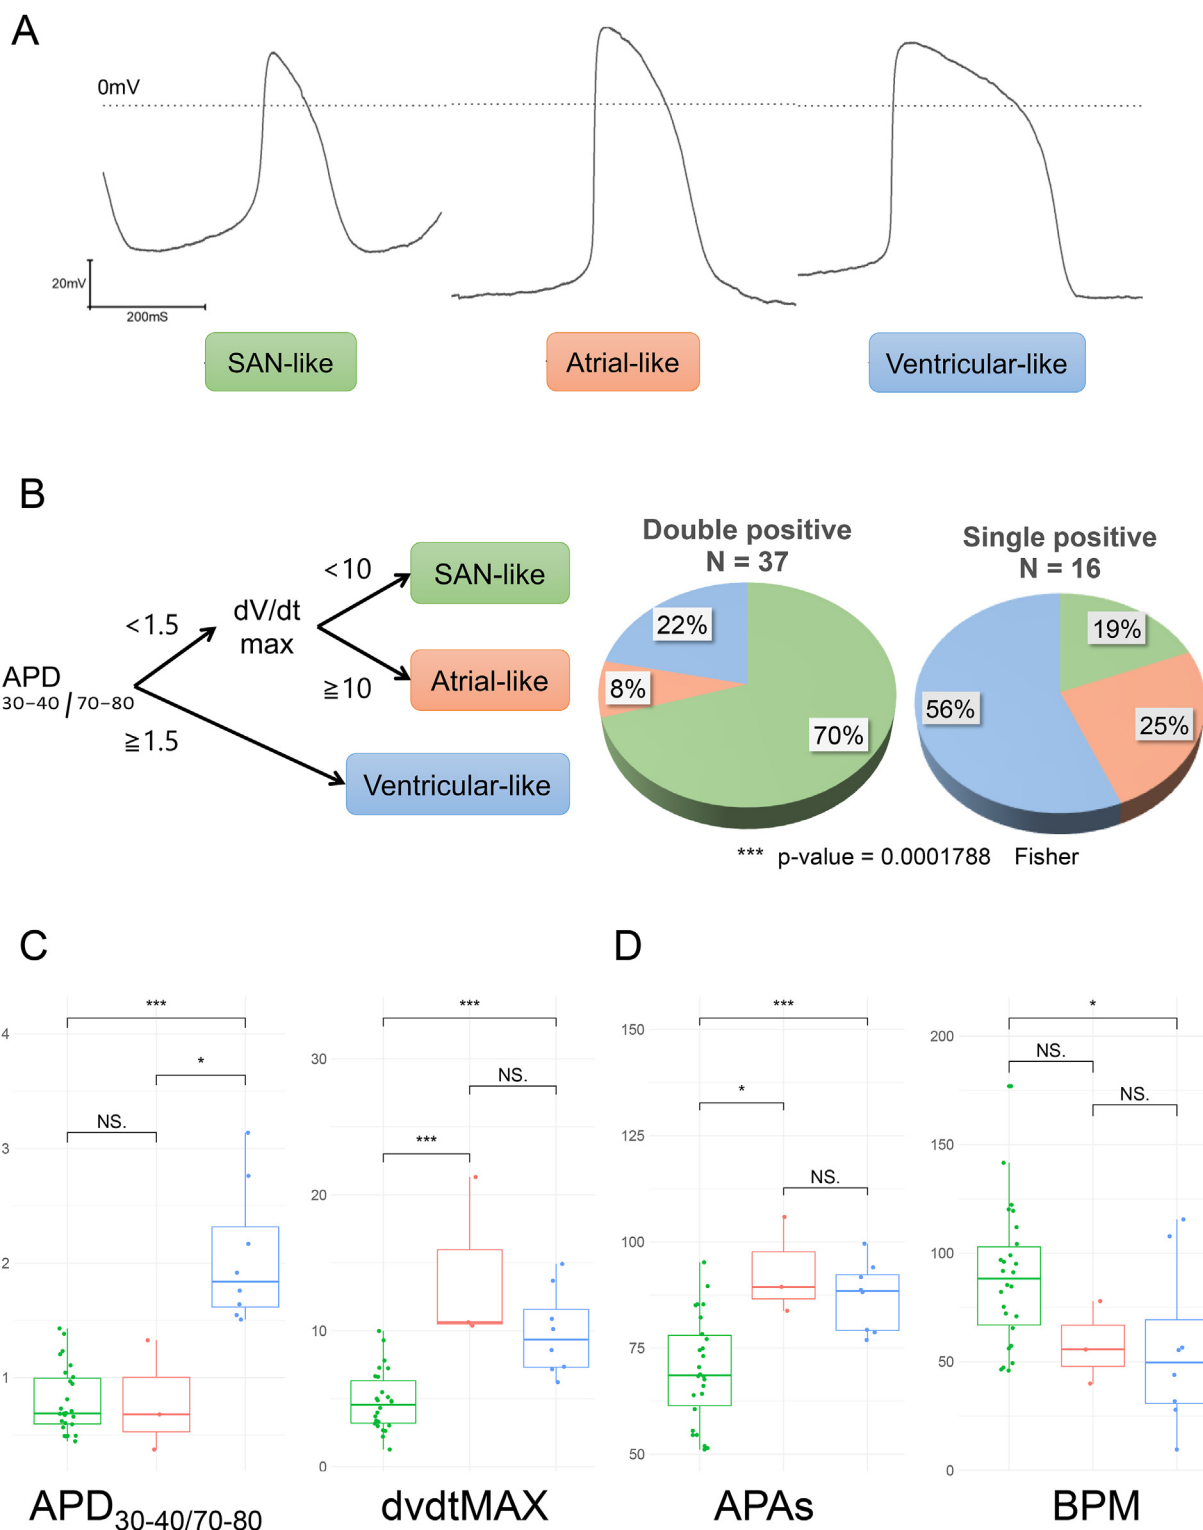 A
0mV
20mV
200mS
SAN-like
Atrial-like
Ventricular-like
B
APD
30-40 / 70-80
<1.5
≧1.5
dV/dt
max
<10
≧10
SAN-like
Atrial-like
Ventricular-like
Double positive
N = 37
22%
8%
70%
Single positive
N = 16
19%
56%
25%
*** p-value = 0.0001788 Fisher
C
***
*
NS.
4
3
2
1
APD30-40/70-80
***
NS.
***
30
20
10
0
dvdtMAX
D
***
*
NS.
150
125
100
75
50
APAs
*
NS.
NS.
200
150
100
50
0
BPM